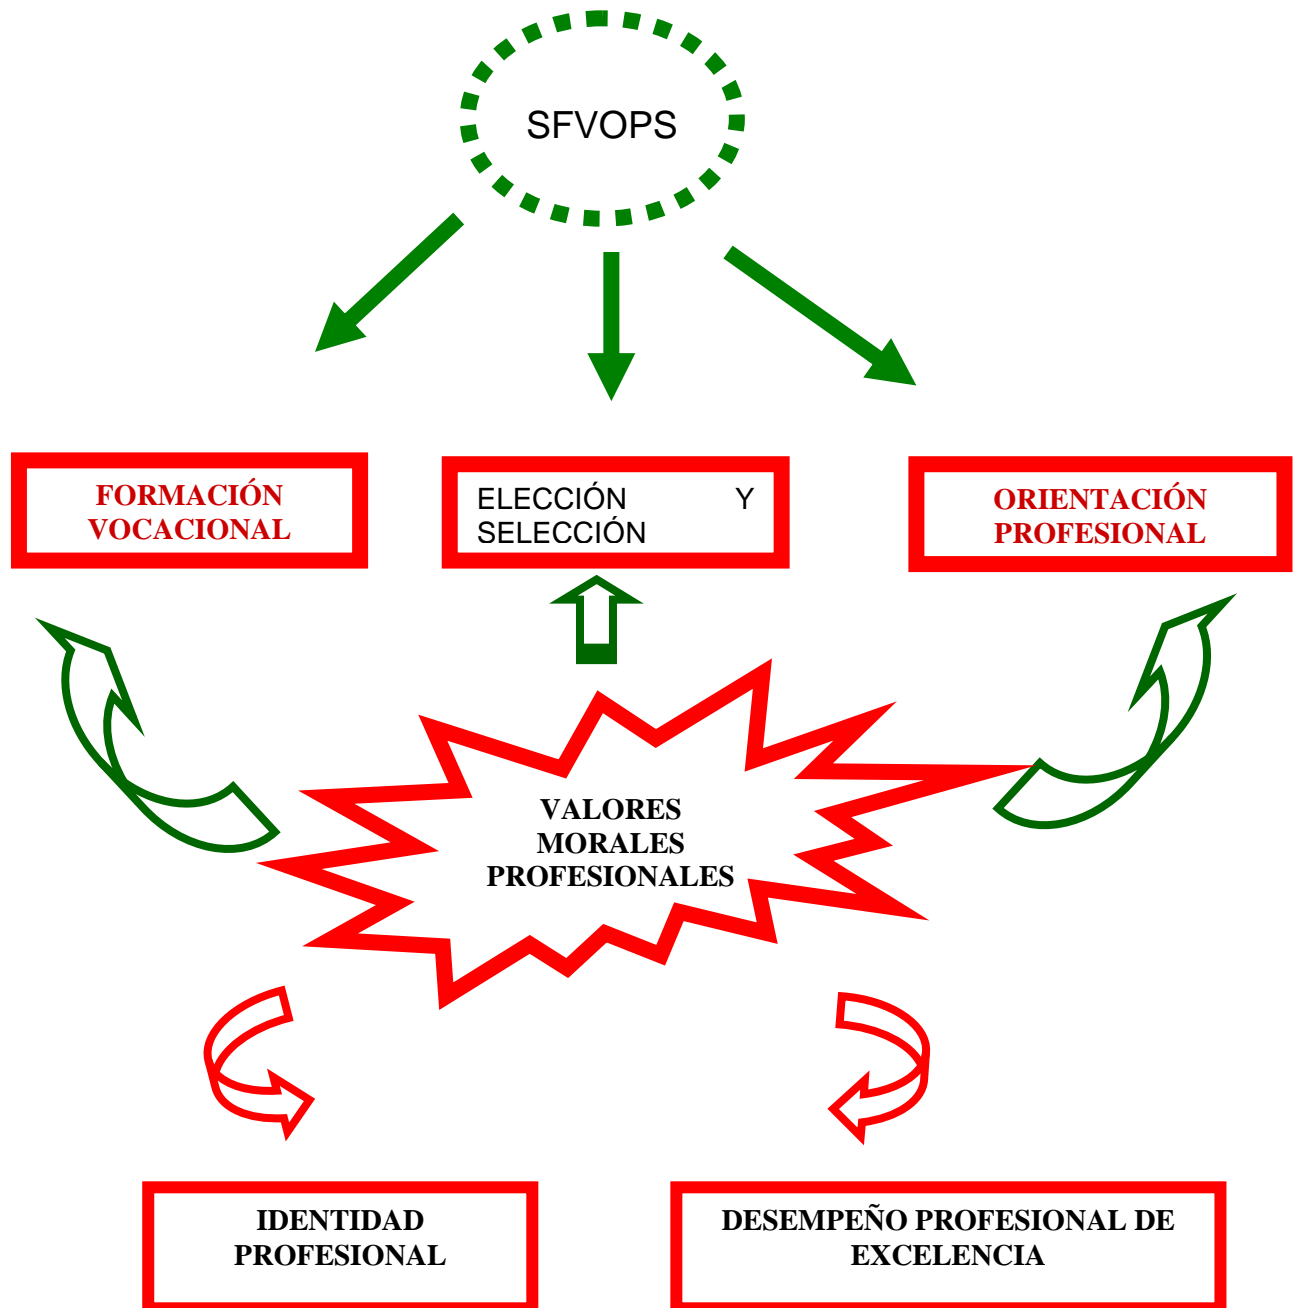 SFVOPS
FORMACIÓN
VOCACIONAL
ELECCIÓN Y
SELECCIÓN
ORIENTACIÓN
PROFESIONAL
VALORES
MORALES
PROFESIONALES
IDENTIDAD
PROFESIONAL
DESEMPEÑO PROFESIONAL DE
EXCELENCIA